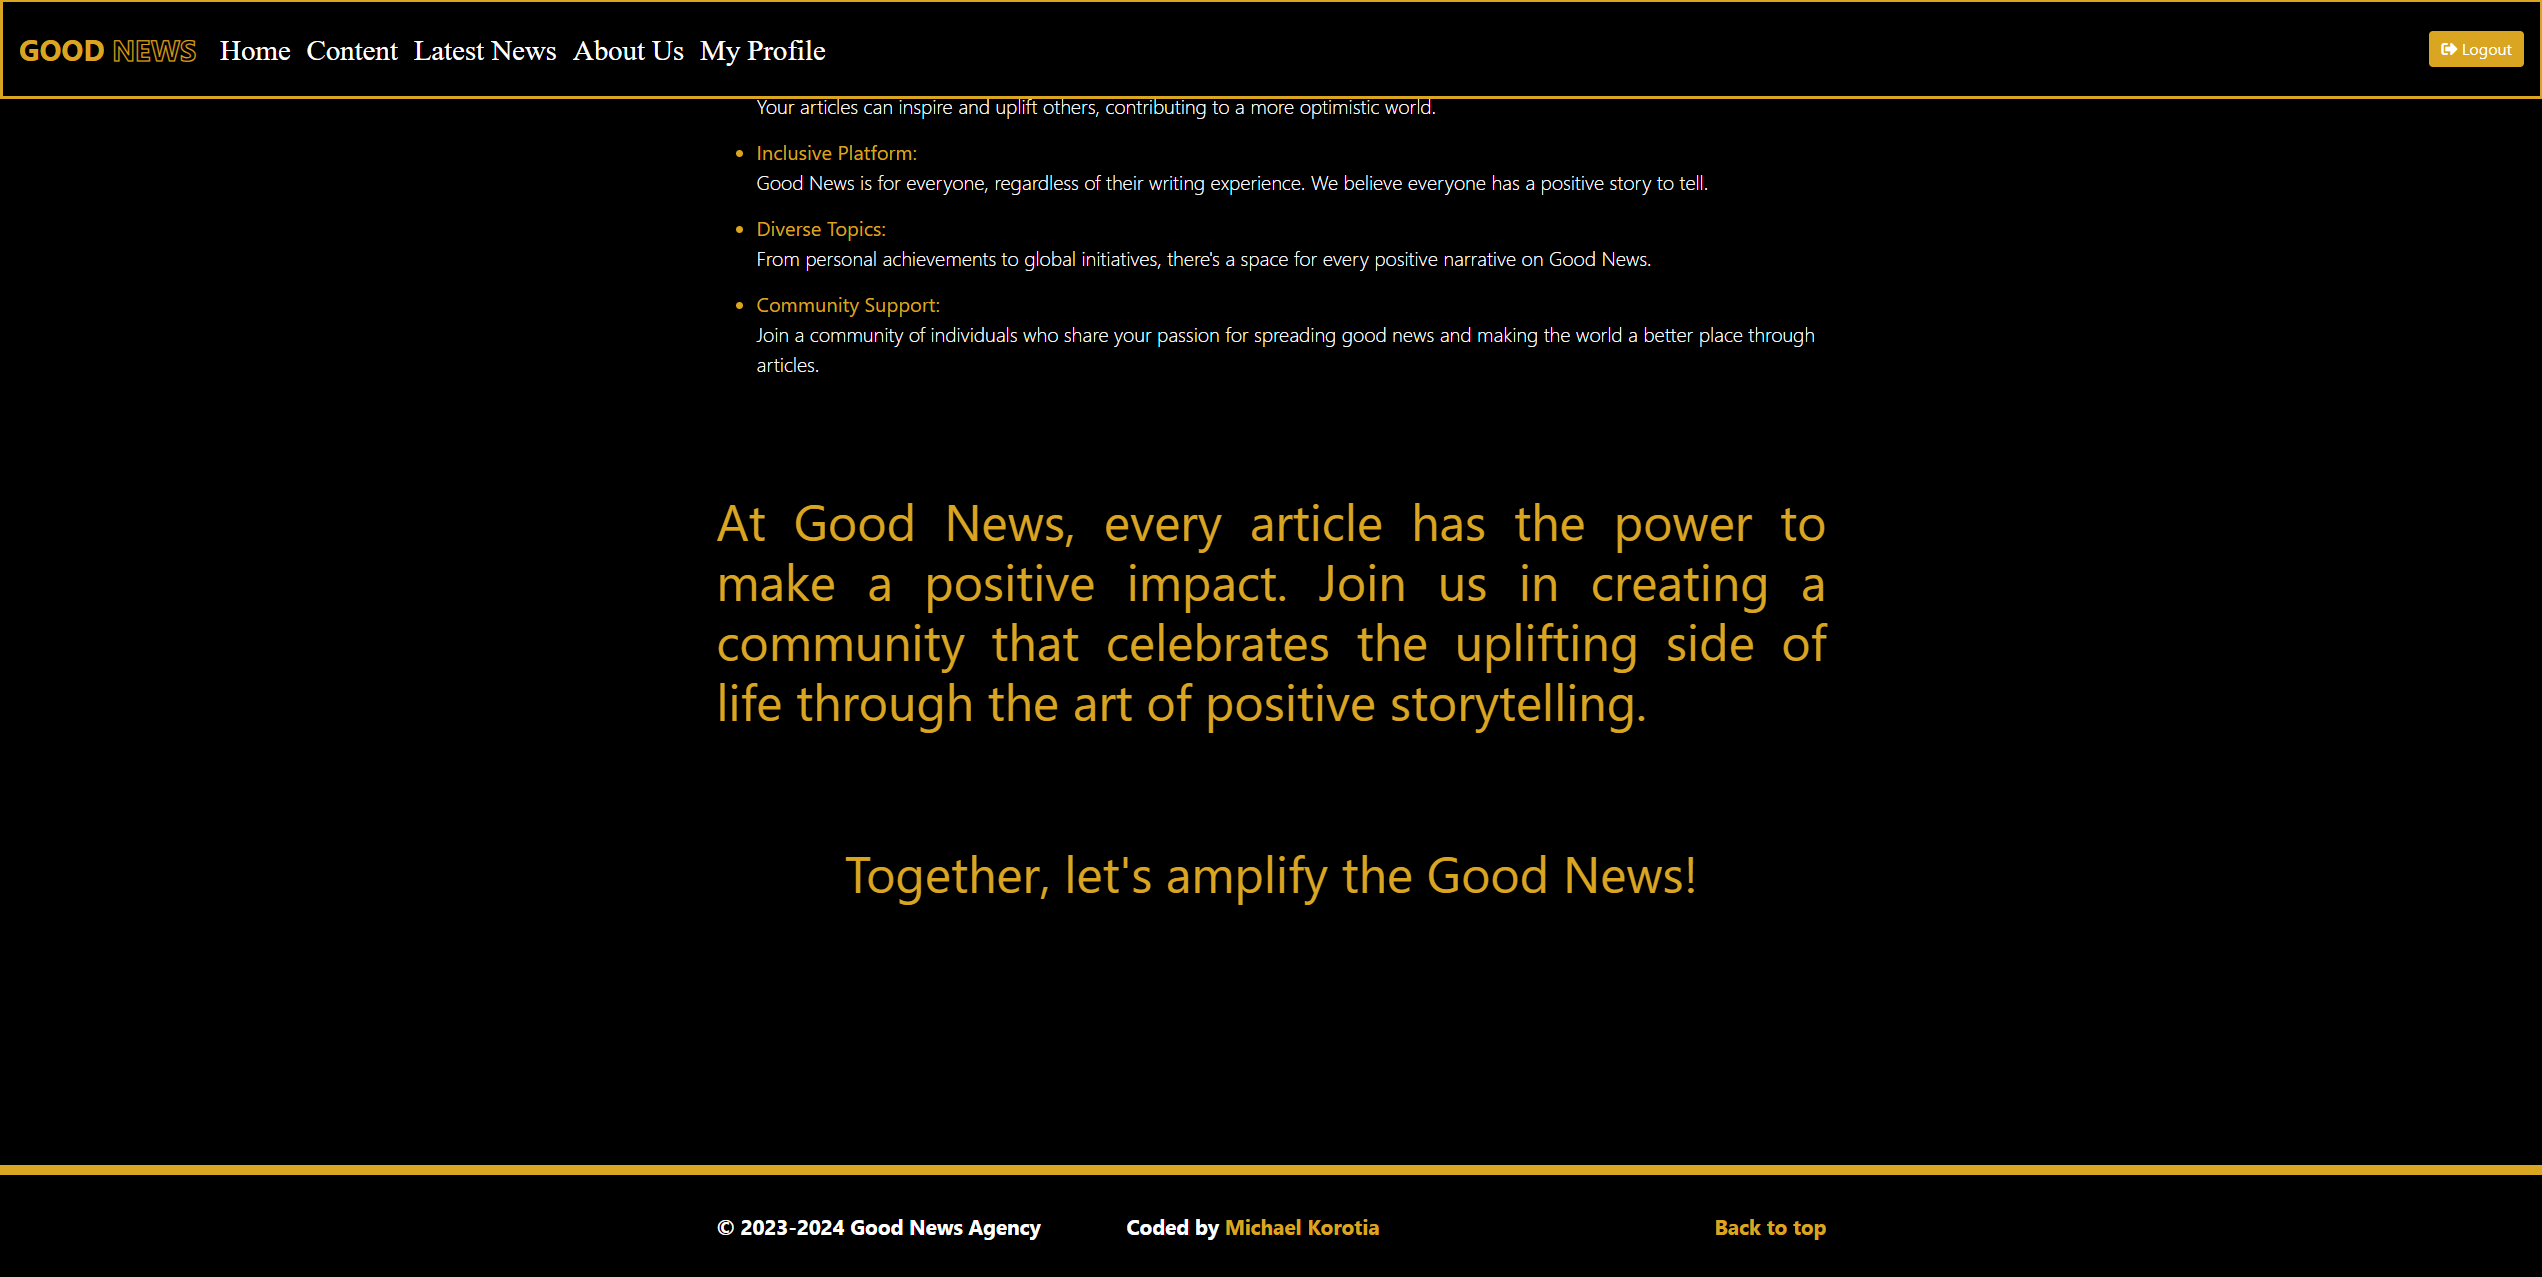 GOOD NEWS Home Content Latest News About Us My Profile Logout
Your articles can inspire and uplift others, contributing to a more optimistic world.
Inclusive Platform:
Good News is for everyone, regardless of their writing experience. We believe everyone has a positive story to tell.
Diverse Topics:
From personal achievements to global initiatives, there's a space for every positive narrative on Good News.
Community Support:
Join a community of individuals who share your passion for spreading good news and making the world a better place through
articles.
At Good News, every article has the power to
make a positive impact. Join us in creating a
community that celebrates the uplifting side of
life through the art of positive storytelling.
Together, let's amplify the Good News!
© 2023-2024 Good News Agency Coded by Michael Korotia Back to top